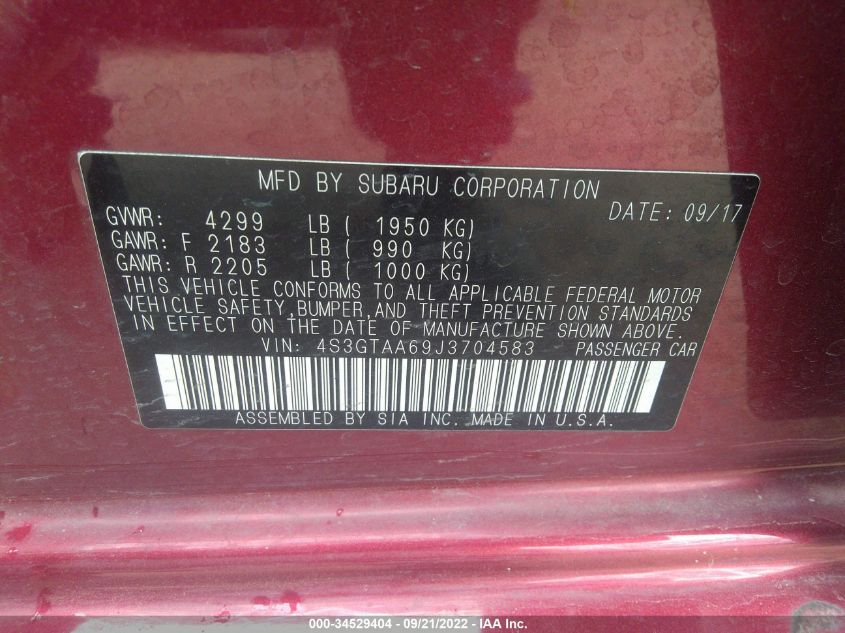 MFD BY SUBARU CORPORATION
DATE: 09/17
GVWR: 4299 LB ( 1950 KG)
GAWR: F 2183 LB ( 990 KG)
GAWR: R 2205 LB ( 1000 KG)
THIS VEHICLE CONFORMS TO ALL APPLICABLE FEDERAL MOTOR
VEHICLE SAFETY, BUMPER, AND THEFT PREVENTION STANDARDS
IN EFFECT ON THE DATE OF MANUFACTURE SHOWN ABOVE.
VIN: 4S3GTAA69J3704583 PASSENGER CAR
ASSEMBLED BY SIA INC. MADE IN U.S.A.
000-34529404 - 09/21/2022 - IAA Inc.